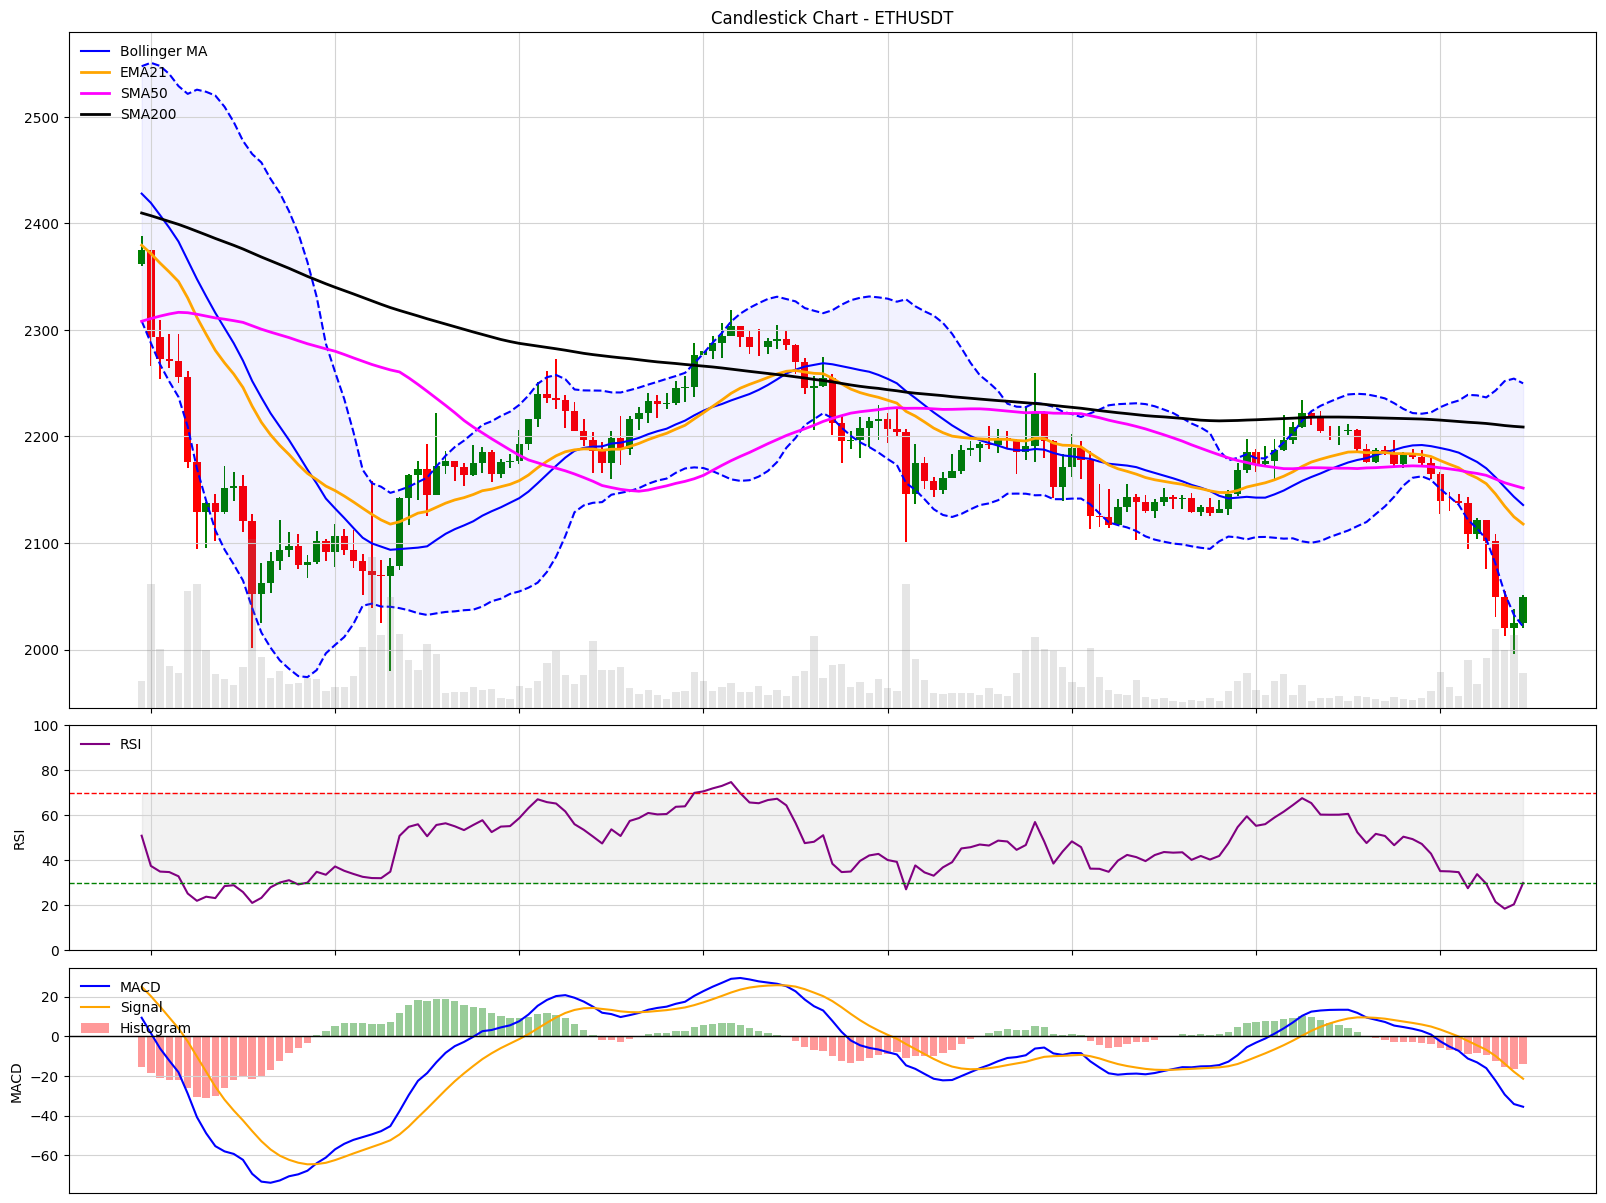 Candlestick Chart - ETHUSDT
Bollinger MA
EMA21
SMA50
SMA200
2500
2400
2300
2200
2100
2000
RSI
100
80
60
40
20
0
RSI
MACD
Signal
Histogram
20
0
−20
−40
−60
MACD